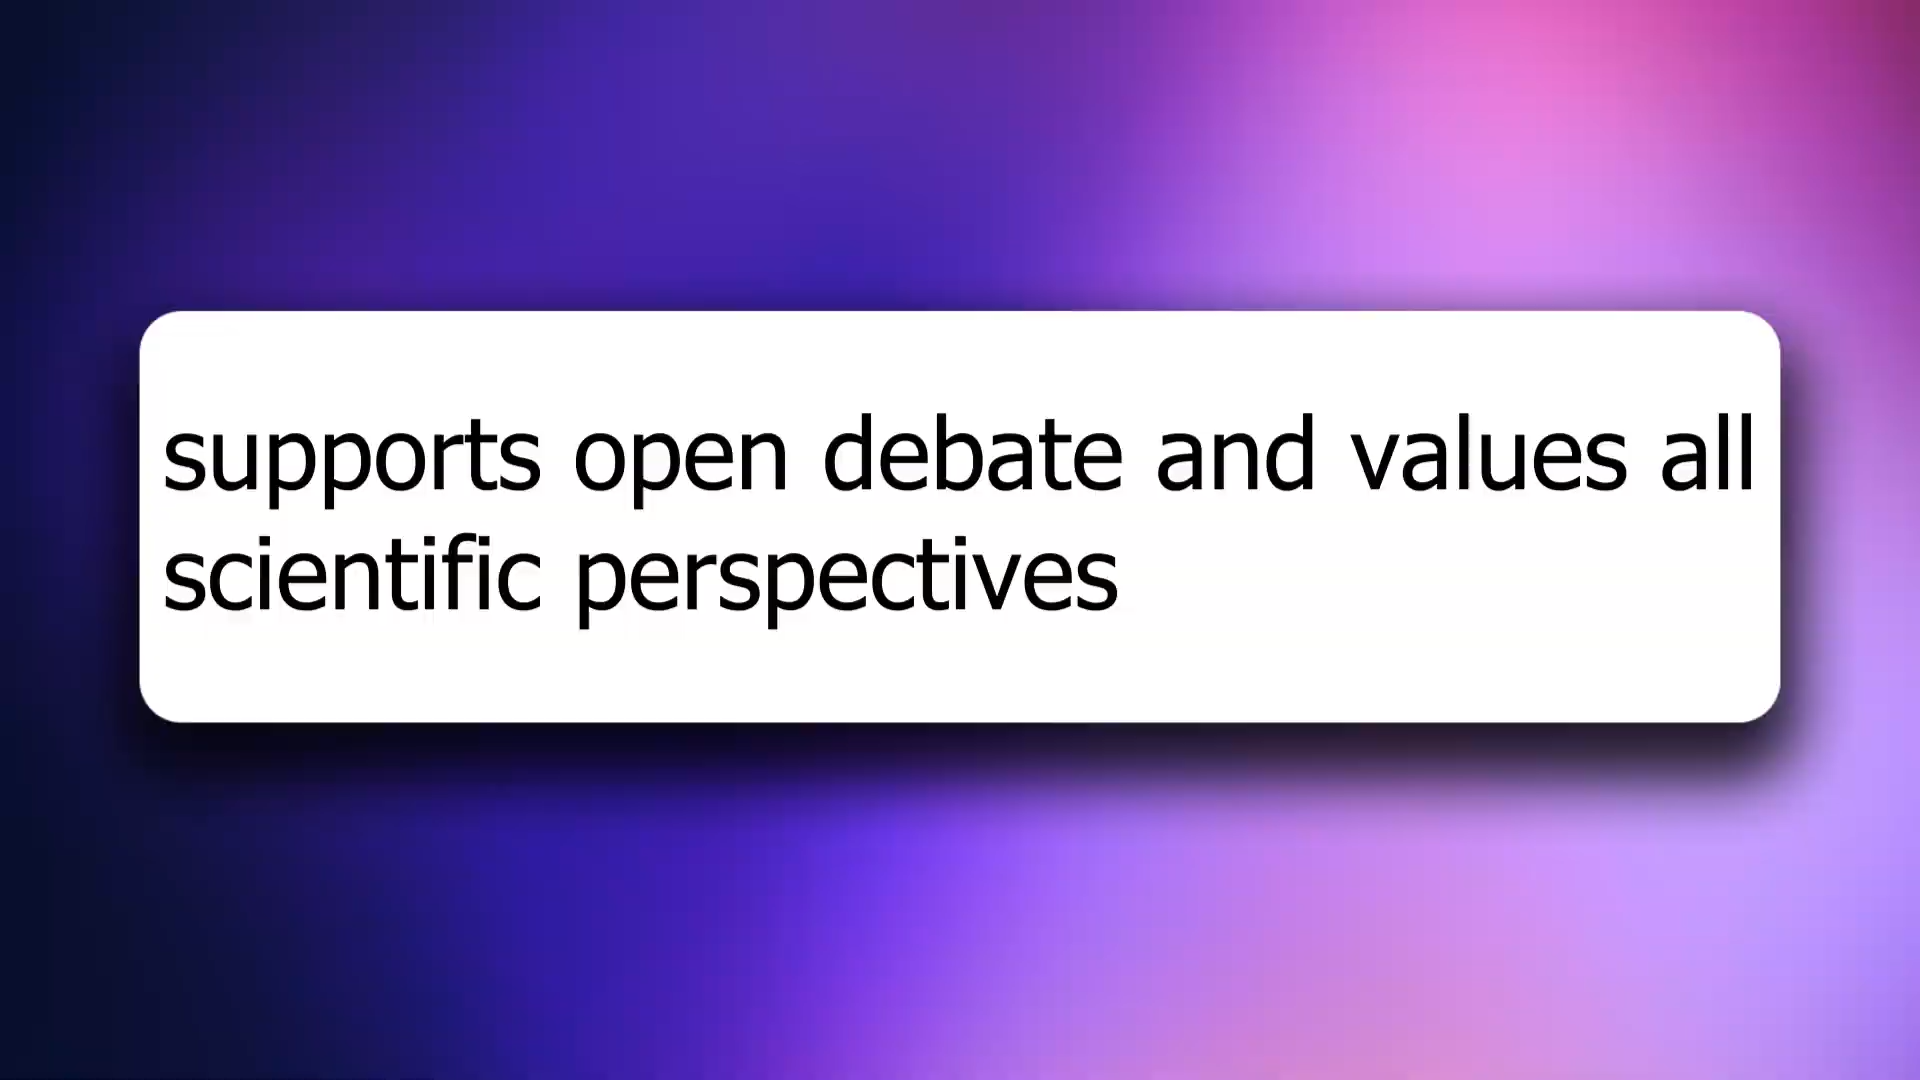 supports open debate and values all
scientific perspectives